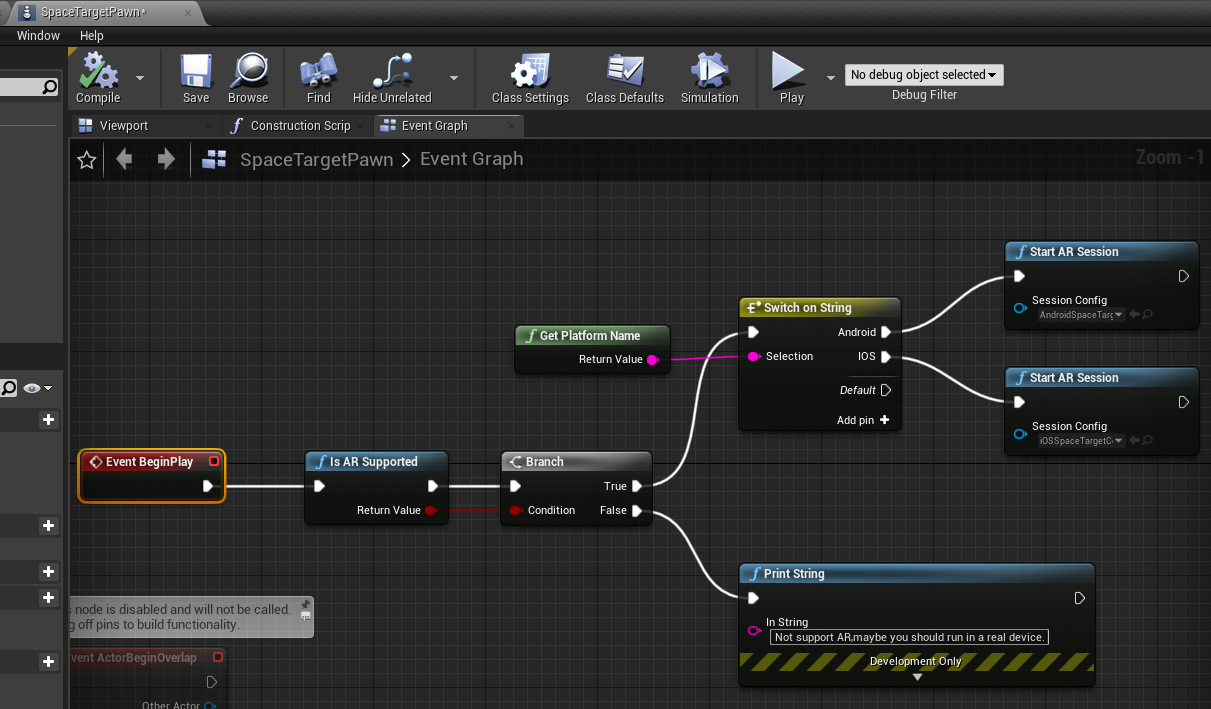 SpaceTargetPawn*
Window Help
Compile Save Browse Find Hide Unrelated Class Settings Class Defaults Simulation Play
No debug object selected
Debug Filter
Viewport Construction Scrip Event Graph
SpaceTargetPawn > Event Graph
Zoom -1
Start AR Session
Session Config
AndroidSpaceTarg
Switch on String
Android
Selection IOS
Default
Add pin
Get Platform Name
Return Value
Start AR Session
Session Config
iOSSpaceTargetC
Event BeginPlay
Is AR Supported
Return Value
Branch
True
Condition False
Print String
In String
Not support AR,maybe you should run in a real device.
Development Only
s node is disabled and will not be called.
g off pins to build functionality.
vent ActorBeginOverlap
Other Actor